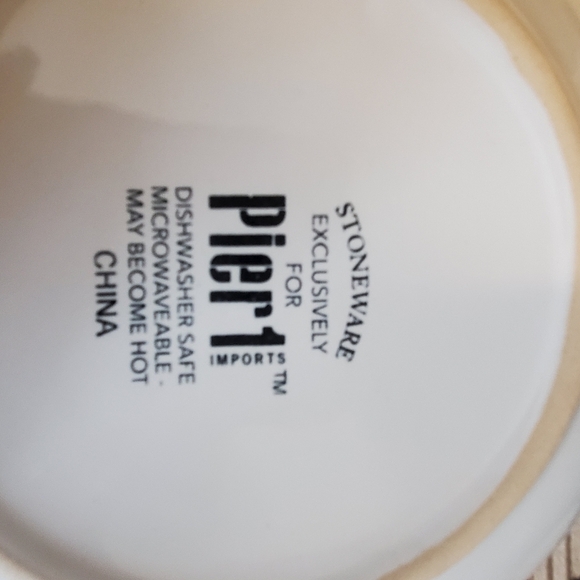 STONEWARE
EXCLUSIVELY
FOR
Pier 1
IMPORTS™
DISHWASHER SAFE
MICROWAVEABLE -
MAY BECOME HOT
CHINA